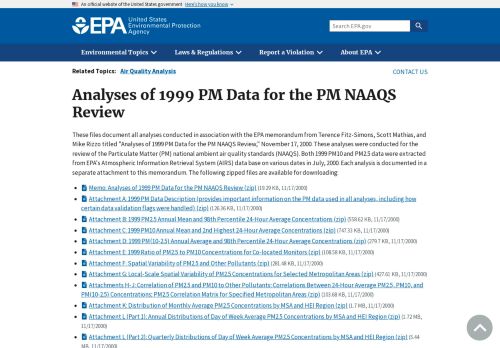 An official website of the United States government Here's how you know
EPA United States
Environmental Protection
Agency
Search EPA.gov
Environmental Topics
Laws & Regulations
Report a Violation
About EPA
Related Topics: Air Quality Analysis
CONTACT US
Analyses of 1999 PM Data for the PM NAAQS
Review
These files document all analyses conducted in association with the EPA memorandum from Terence Fitz-Simons, Scott Mathias, and
Mike Rizzo titled "Analyses of 1999 PM Data for the PM NAAQS Review," November 17, 2000. These analyses were conducted for the
review of the Particulate Matter (PM) national ambient air quality standards (NAAQS). Both 1999 PM10 and PM2.5 data were extracted
from EPA's Atmospheric Information Retrieval System (AIRS) data base on various dates in July, 2000. Each analysis is documented in a
separate attachment to this memorandum. The following zipped files are available for downloading:
Memo: Analyses of 1999 PM Data for the PM NAAQS Review (zip) (19.29 KB, 11/17/2000)
Attachment A: 1999 PM Data Description (provides important information on the PM data used in all analyses, including how
certain data validation flags were handled) (zip) (126.36 KB, 11/17/2000)
Attachment B: 1999 PM2.5 Annual Mean and 98th Percentile 24-Hour Average Concentrations (zip) (559.62 KB, 11/17/2000)
Attachment C: 1999 PM10 Annual Mean and 2nd Highest 24-Hour Average Concentrations (zip) (747.33 KB, 11/17/2000)
Attachment D: 1999 PM(10-2.5) Annual Average and 98th Percentile 24-Hour Average Concentrations (zip) (279.7 KB, 11/17/2000)
Attachment E: 1999 Ratio of PM2.5 to PM10 Concentrations for Co-located Monitors (zip) (108.58 KB, 11/17/2000)
Attachment F: Spatial Variability of PM2.5 and Other Pollutants (zip) (281.48 KB, 11/17/2000)
Attachment G: Local-Scale Spatial Variability of PM2.5 Concentrations for Selected Metropolitan Areas (zip) (427.61 KB, 11/17/2000)
Attachments H-J: Correlation of PM2.5 and PM10 to Other Pollutants: Correlations Between 24-Hour Average PM2.5, PM10, and
PM(10-2.5) Concentrations: PM2.5 Correlation Matrix for Specified Metropolitan Areas (zip) (103.68 KB, 11/17/2000)
Attachment K: Distribution of Monthly Average PM2.5 Concentrations by MSA and HEI Region (zip) (1.7 MB, 11/17/2000)
Attachment L (Part 1): Annual Distributions of Day of Week Average PM2.5 Concentrations by MSA and HEI Region (zip) (1.72 MB,
11/17/2000)
Attachment L (Part 2): Quarterly Distributions of Day of Week Average PM2.5 Concentrations by MSA and HEI Region (zip) (5.44
MB, 11/17/2000)